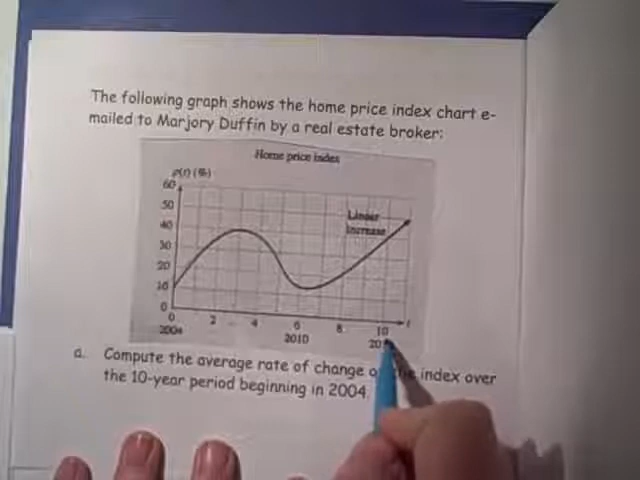 The following graph shows the home price index chart e-
mailed to Marjory Duffin by a real estate broker:
Home price index
p(t) (%)
60
50
40
30
20
10
0
Linear
increase
0 2 4 6 8 10 t
2004 2010 20
a. Compute the average rate of change o the index over
the 10-year period beginning in 2004